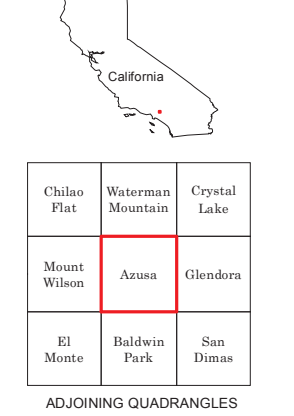 California
Chilao
Flat
Waterman
Mountain
Crystal
Lake
Mount
Wilson
Azusa
Glendora
El
Monte
Baldwin
Park
San
Dimas
ADJOINING QUADRANGLES